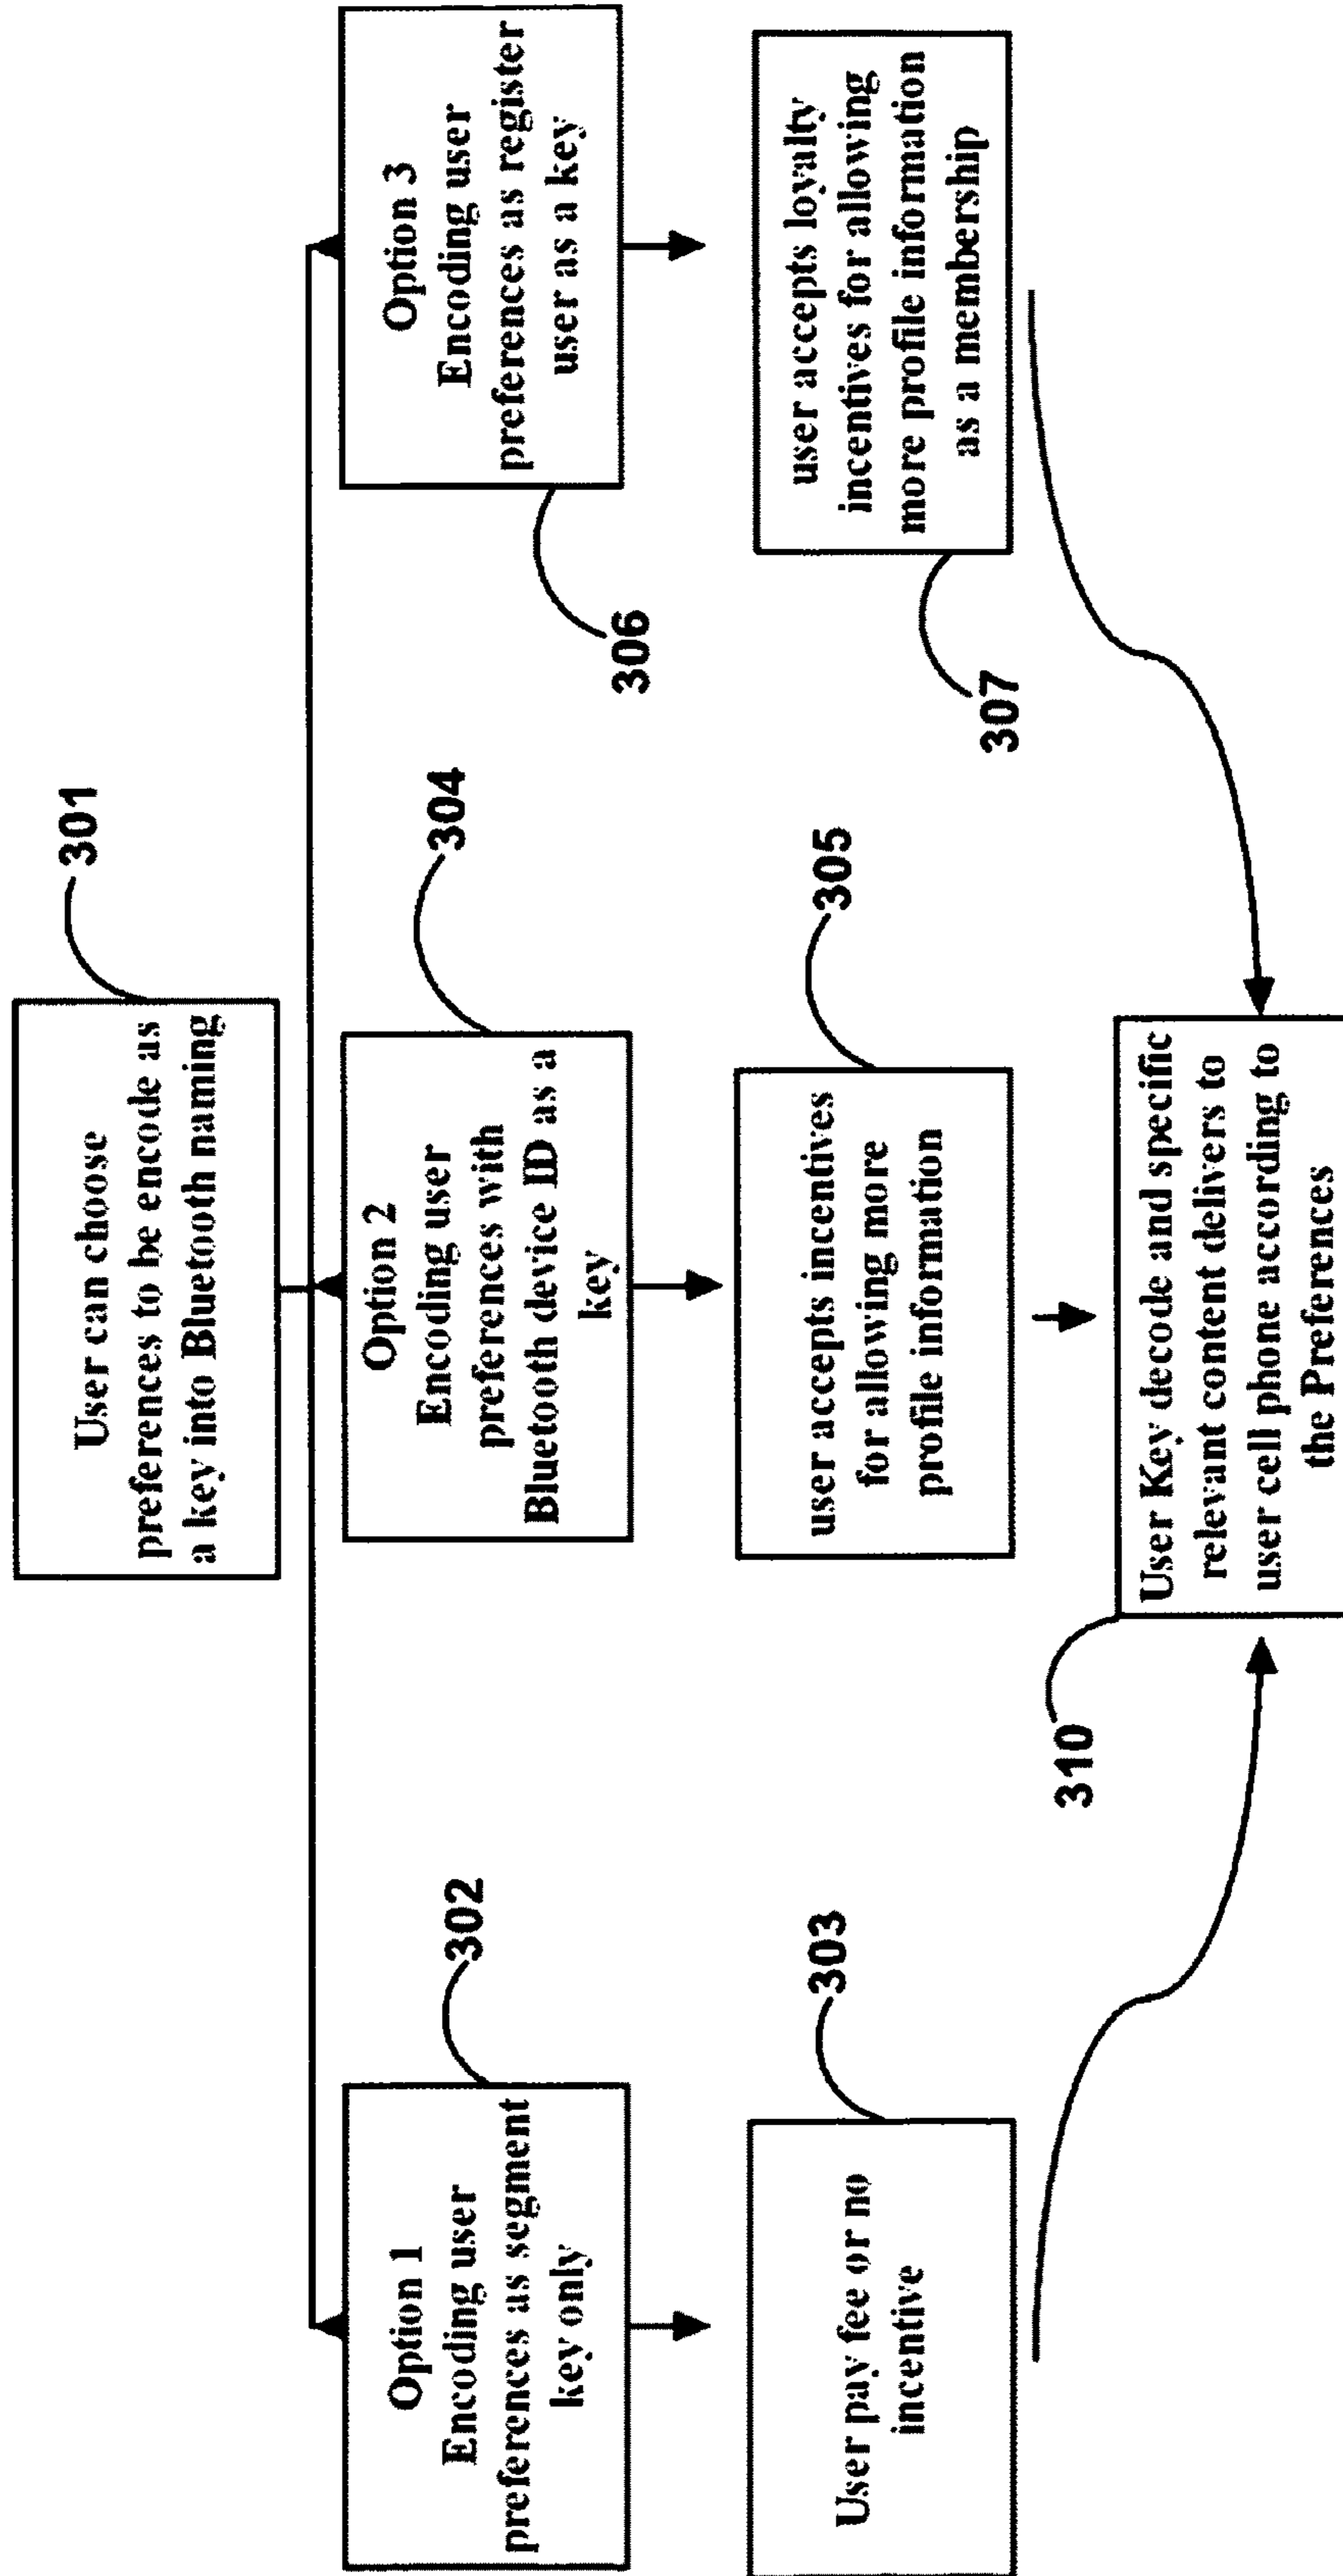 User can choose
preferences to be encode as
a key into Bluetooth naming
301
Option 1
Encoding user
preferences as segment
key only
302
Option 2
Encoding user
preferences with
Bluetooth device ID as a
key
304
Option 3
Encoding user
preferences as register
user as a key
306
User pay fee or no
incentive
303
user accepts incentives
for allowing more
profile information
305
user accepts loyalty
incentives for allowing
more profile information
as a membership
307
User Key decode and specific
relevant content delivers to
user cell phone according to
the Preferences
310